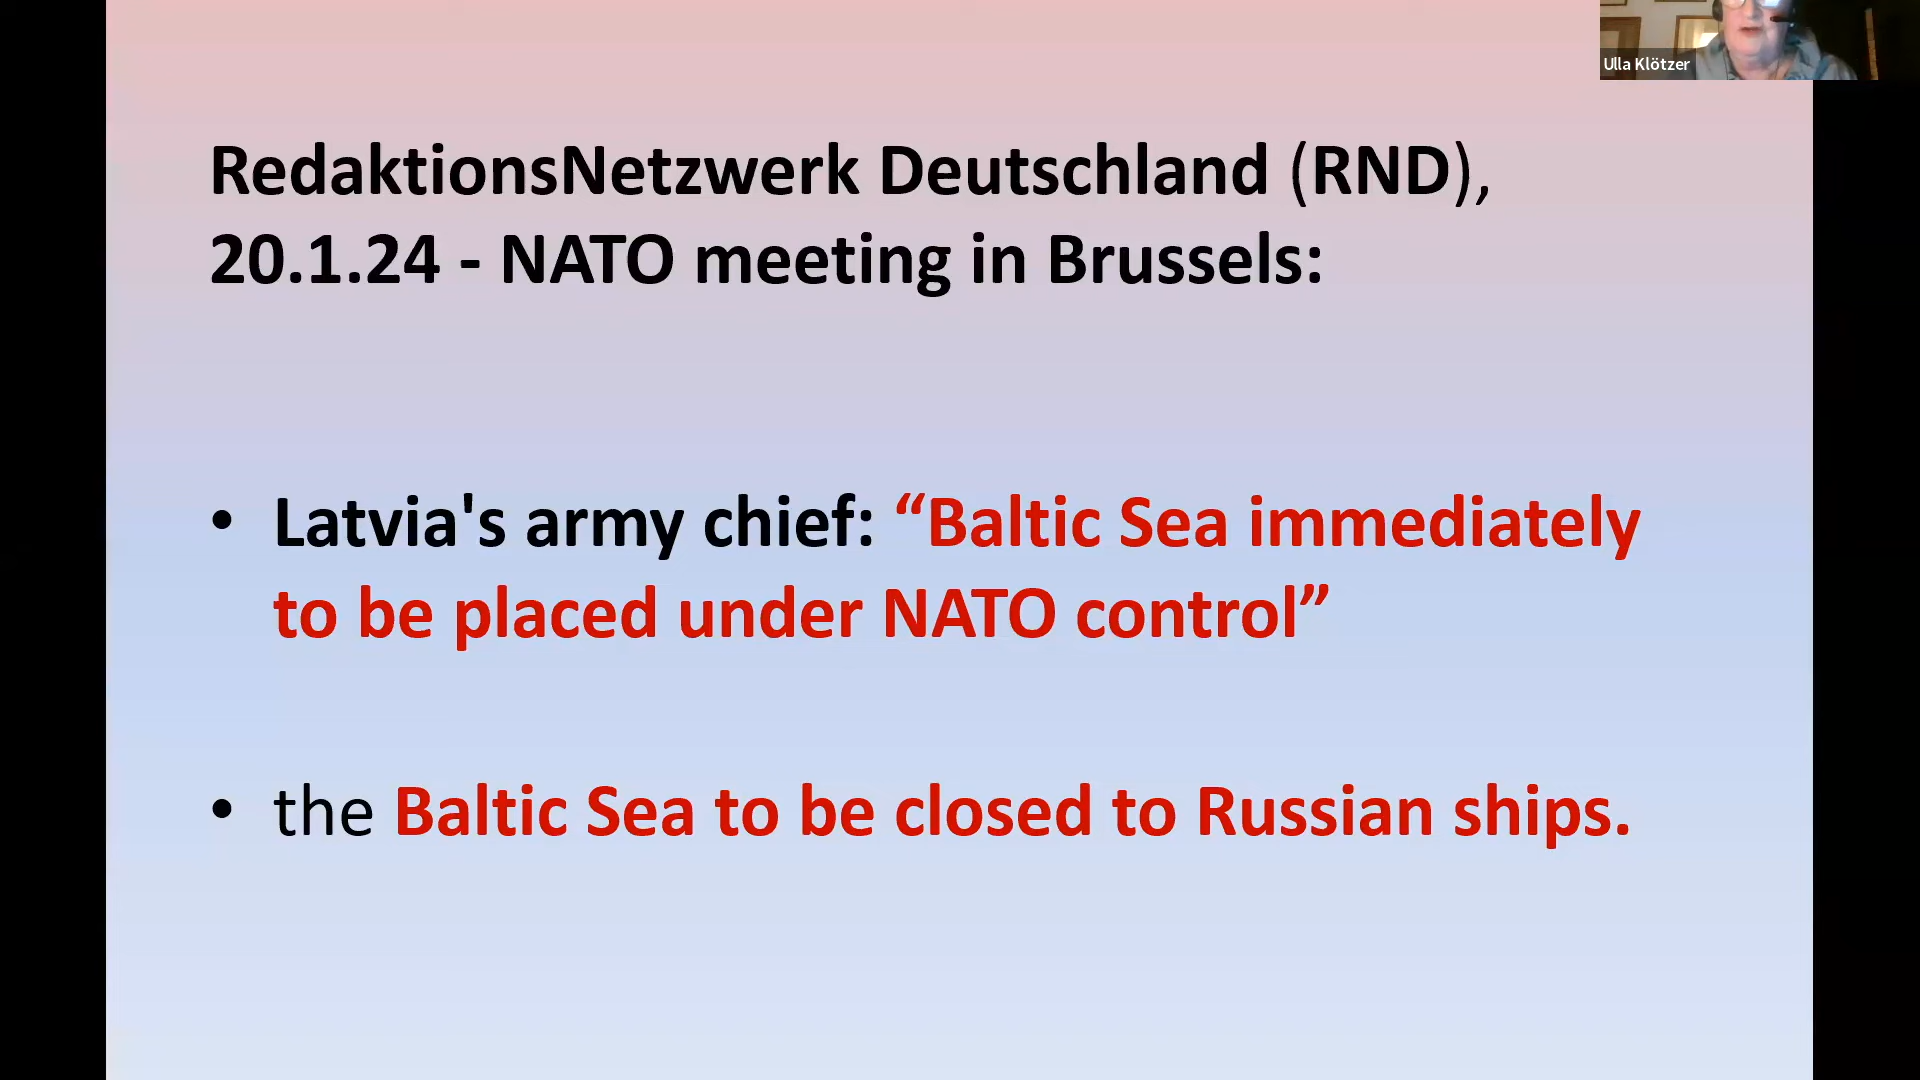 Ulla Klötzer
RedaktionsNetzwerk Deutschland (RND),
20.1.24 - NATO meeting in Brussels:
• Latvia's army chief: “Baltic Sea immediately
to be placed under NATO control”
• the Baltic Sea to be closed to Russian ships.